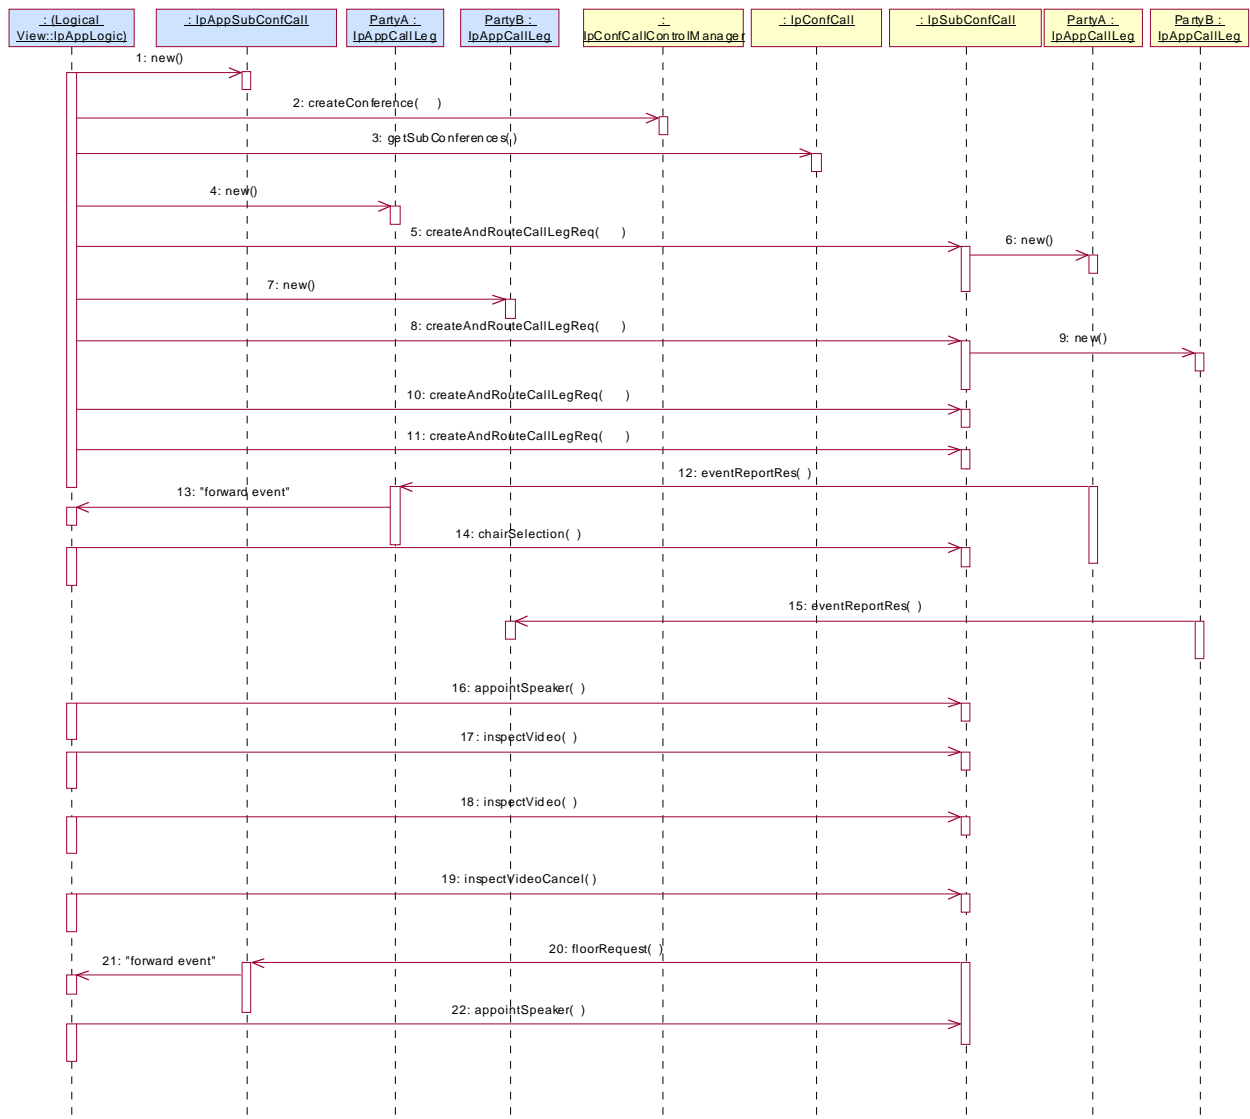 : (Logical
View::IpAppLogic)
: IpAppSubConfCall
PartyA :
IpAppCallLeg
PartyB :
IpAppCallLeg
:
IpConfCallControlManager
: IpConfCall
: IpSubConfCall
PartyA :
IpAppCallLeg
PartyB :
IpAppCallLeg
1: new()
2: createConference( )
3: getSubConferences()
4: new()
5: createAndRouteCallLegReq( )
6: new()
7: new()
8: createAndRouteCallLegReq( )
9: new()
10: createAndRouteCallLegReq( )
11: createAndRouteCallLegReq( )
12: eventReportRes( )
13: "forward event"
14: chairSelection( )
15: eventReportRes( )
16: appointSpeaker( )
17: inspectVideo( )
18: inspectVideo( )
19: inspectVideoCancel( )
20: floorRequest( )
21: "forward event"
22: appointSpeaker( )